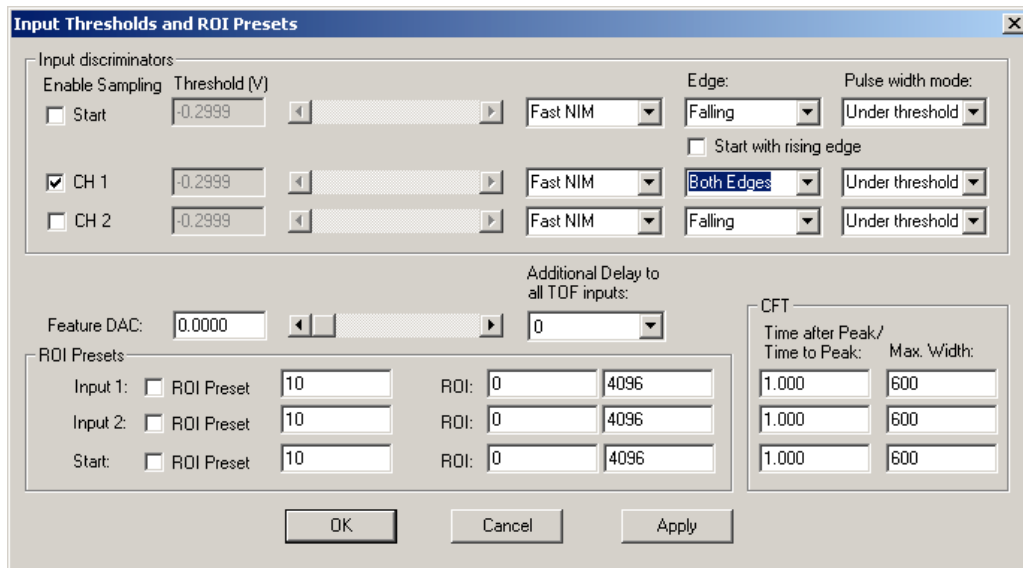 Input Thresholds and ROI Presets
Input discriminators
Enable Sampling Threshold (V) Edge: Pulse width mode:
Start -0.2999 Fast NIM Falling Under threshold
Start with rising edge
CH 1 -0.2999 Fast NIM Both Edges Under threshold
CH 2 -0.2999 Fast NIM Falling Under threshold
Additional Delay to
all TOF inputs:
Feature DAC: 0.0000 0
CFT
Time after Peak/
Time to Peak: Max. Width:
ROI Presets
Input 1: ROI Preset 10 ROI: 0 4096 1.000 600
Input 2: ROI Preset 10 ROI: 0 4096 1.000 600
Start: ROI Preset 10 ROI: 0 4096 1.000 600
OK Cancel Apply